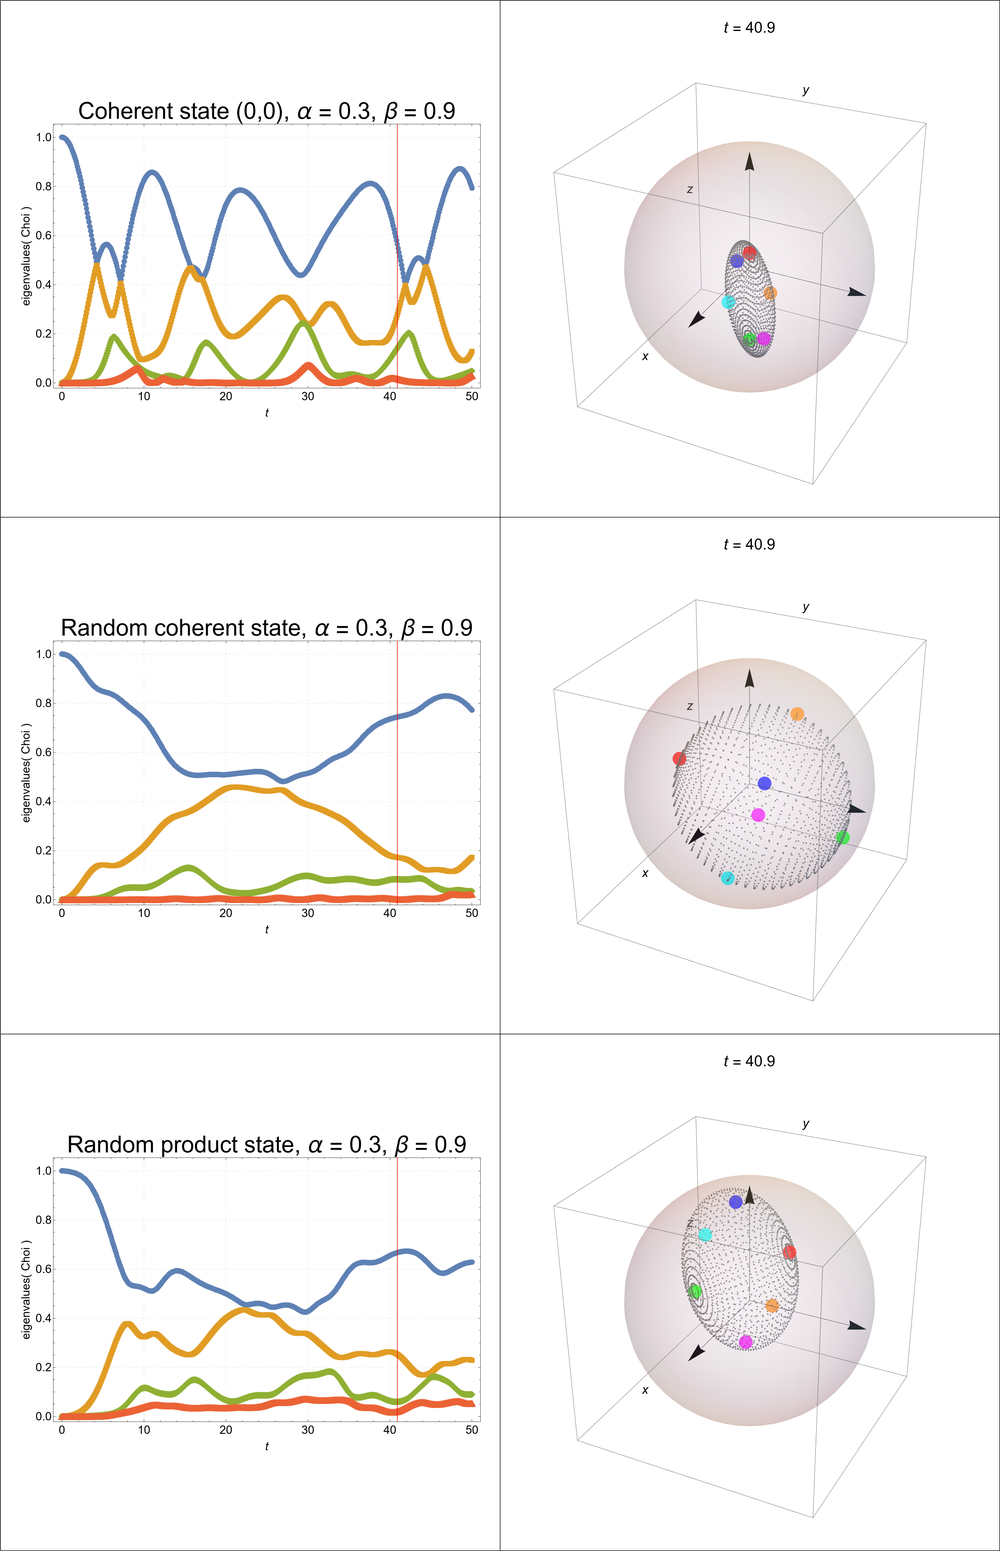 t = 40.9
Coherent state (0,0), α = 0.3, β = 0.9
eigenvalues( Choi )
1.0
0.8
0.6
0.4
0.2
0.0
0 10 20 30 40 50
t
y
z
x
t = 40.9
Random coherent state, α = 0.3, β = 0.9
eigenvalues( Choi )
1.0
0.8
0.6
0.4
0.2
0.0
0 10 20 30 40 50
t
y
z
x
t = 40.9
Random product state, α = 0.3, β = 0.9
eigenvalues( Choi )
1.0
0.8
0.6
0.4
0.2
0.0
0 10 20 30 40 50
t
y
z
x